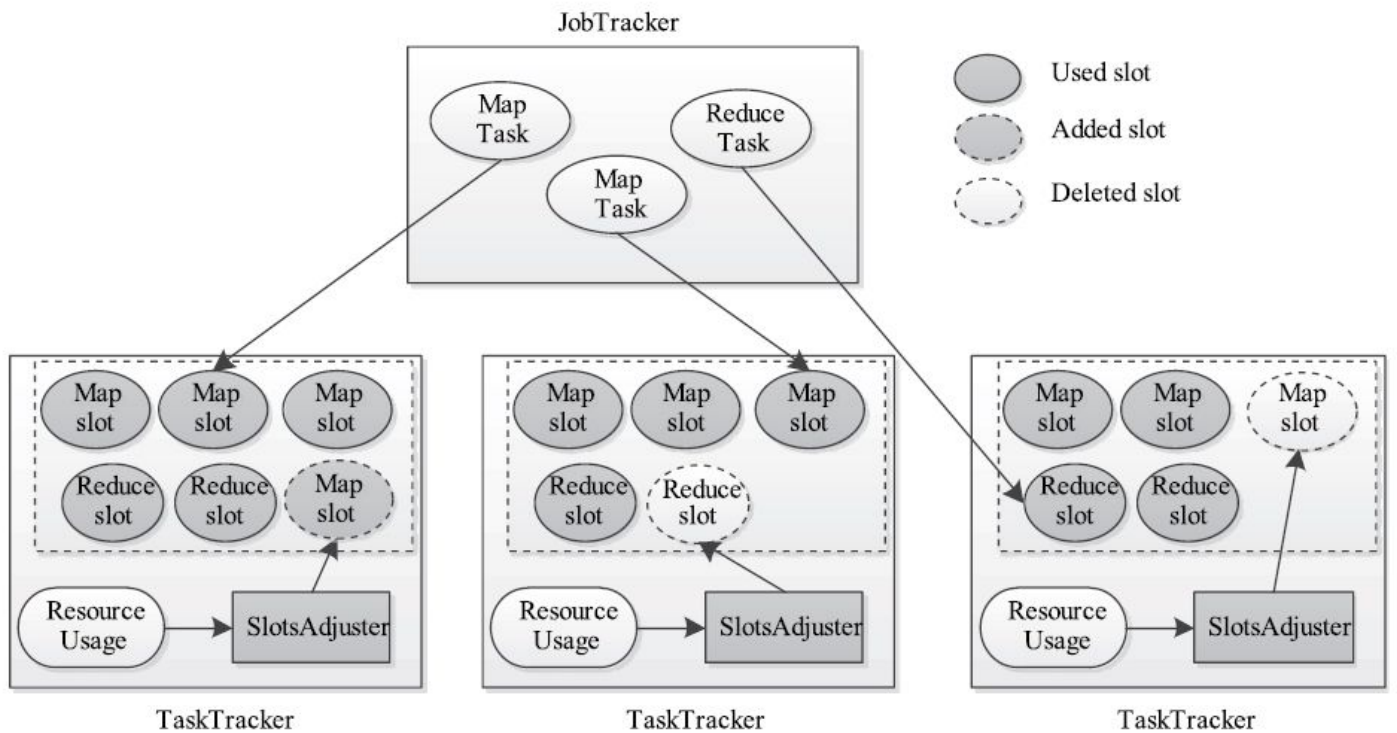 JobTracker
Map
Task
Reduce
Task
Map
Task
Used slot
Added slot
Deleted slot
Map
slot
Map
slot
Map
slot
Reduce
slot
Reduce
slot
Map
slot
Resource
Usage
SlotsAdjuster
TaskTracker
Map
slot
Map
slot
Map
slot
Reduce
slot
Reduce
slot
Resource
Usage
SlotsAdjuster
TaskTracker
Map
slot
Map
slot
Map
slot
Reduce
slot
Reduce
slot
Resource
Usage
SlotsAdjuster
TaskTracker